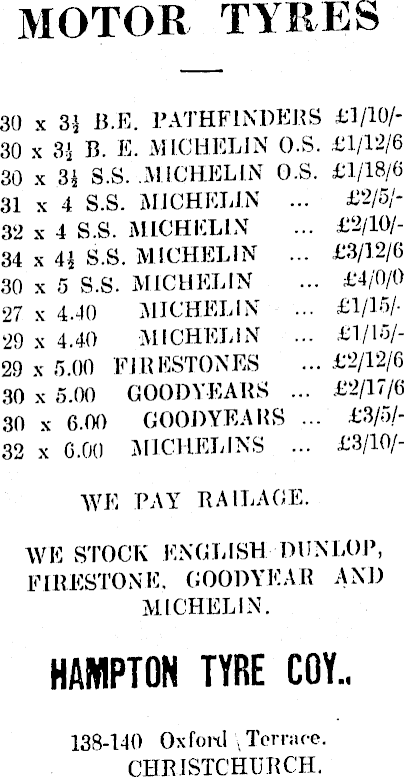 MOTOR TYRES
30 x 3½ B.E. PATHFINDERS £1/10/-
30 x 3½ B. E. MICHELIN O.S. £1/12/6
30 x 3½ S.S. MICHELIN O.S. £1/18/6
31 x 4 S.S. MICHELIN ... £2/5/-
32 x 4 S.S. MICHELIN ... £2/10/-
34 x 4½ S.S. MICHELIN ... £3/12/6
30 x 5 S.S. MICHELIN ... £4/0/0
27 x 4.40 MICHELIN ... £1/15/-
29 x 4.40 MICHELIN ... £1/15/-
29 x 5.00 FIRESTONES ... £2/12/6
30 x 5.00 GOODYEARS ... £2/17/6
30 x 6.00 GOODYEARS ... £3/5/-
32 x 6.00 MICHELINS ... £3/10/-
WE PAY RAILAGE.
WE STOCK ENGLISH DUNLOP,
FIRESTONE, GOODYEAR AND
MICHELIN.
HAMPTON TYRE COY.,
138-140 Oxford Terrace.
CHRISTCHURCH.